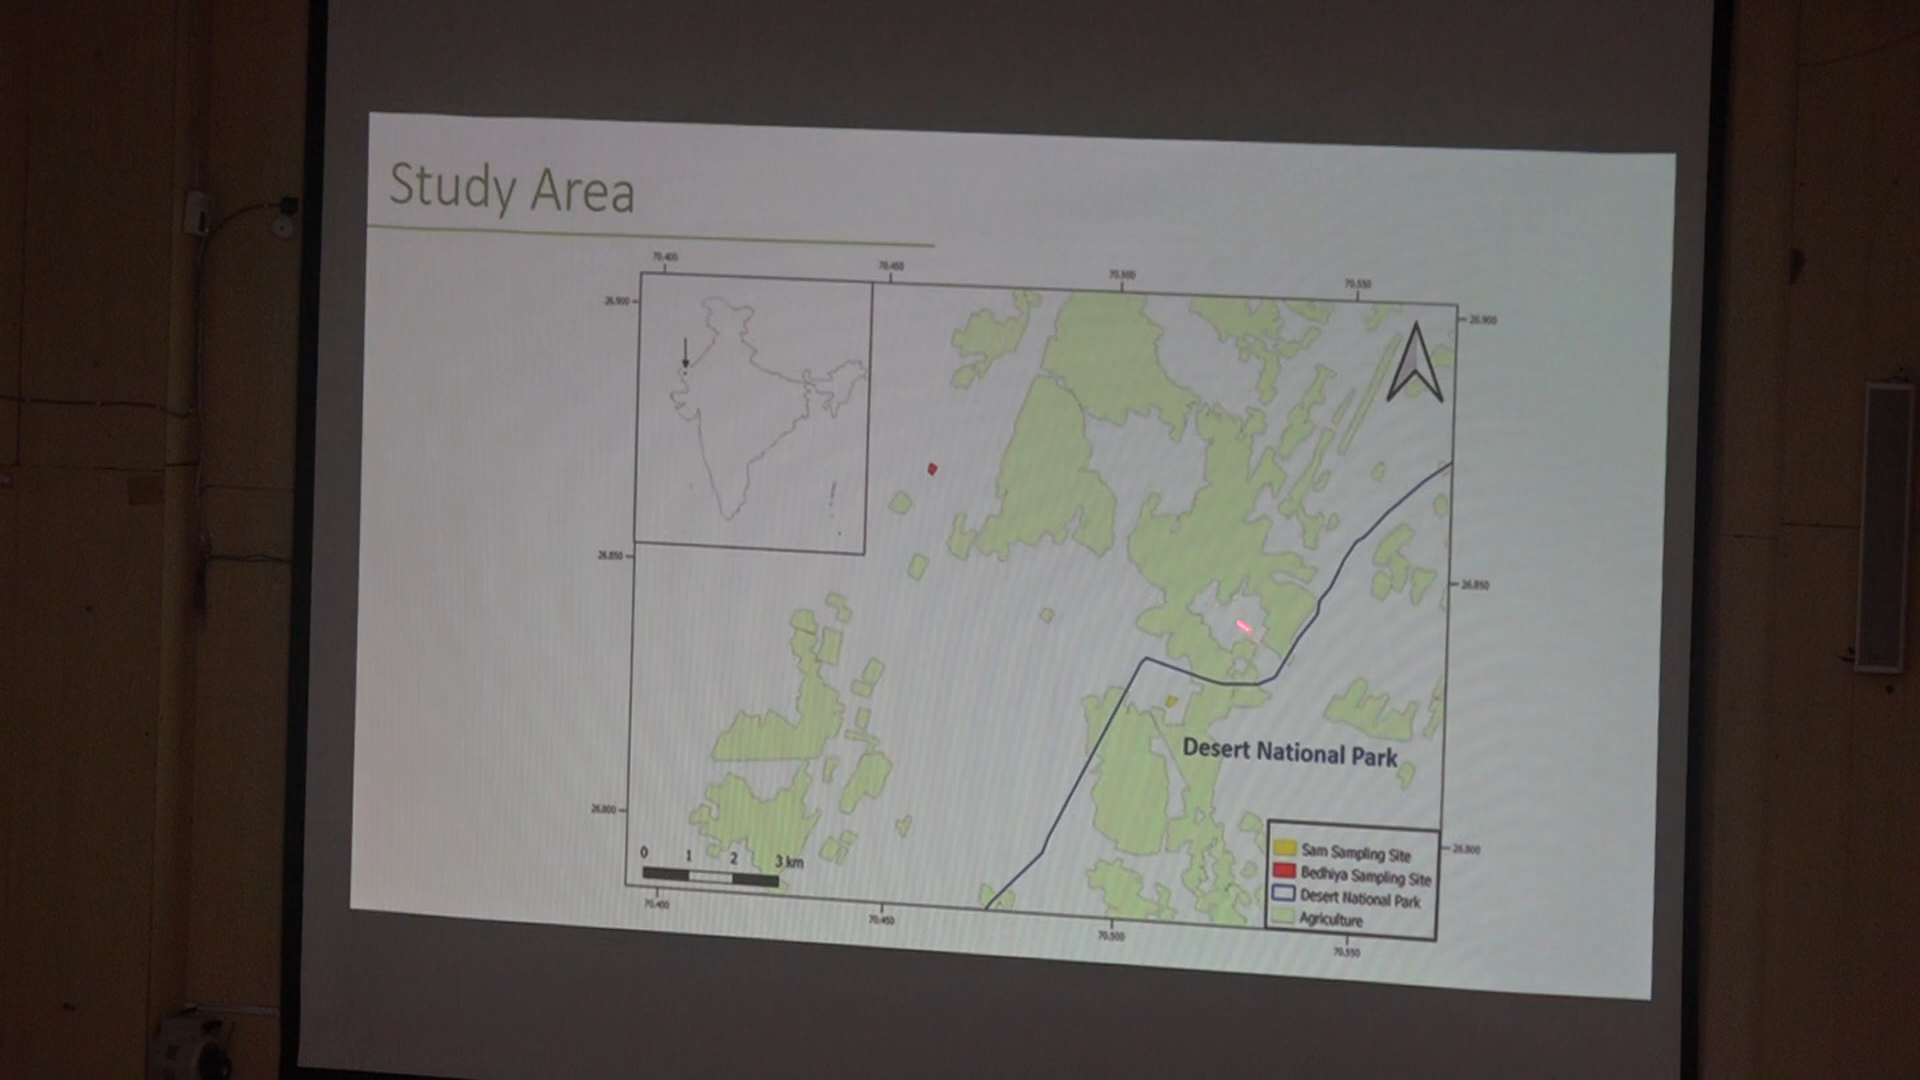 Study Area
70.400
70.450
70.500
70.550
26.900
26.900
26.850
26.850
Desert National Park
26.800
26.800
0 1 2 3 km
Sam Sampling Site
Bedhiya Sampling Site
Desert National Park
Agriculture
70.400
70.450
70.500
70.550